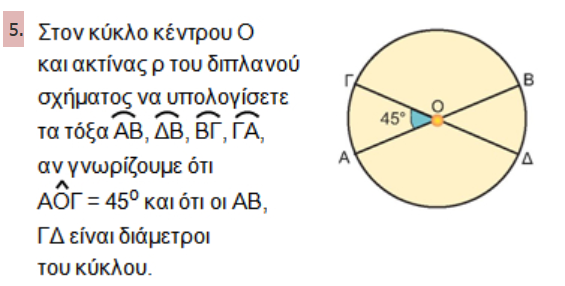 5. Στον κύκλο κέντρου Ο
και ακτίνας ρ του διπλανού
σχήματος να υπολογίσετε
τα τόξα ΑΒ, ΔΒ, ΒΓ, ΓΑ,
αν γνωρίζουμε ότι
ΑÔΓ = 45⁰ και ότι οι ΑΒ,
ΓΔ είναι διάμετροι
του κύκλου.
Γ
Β
Ο
45°
Α
Δ